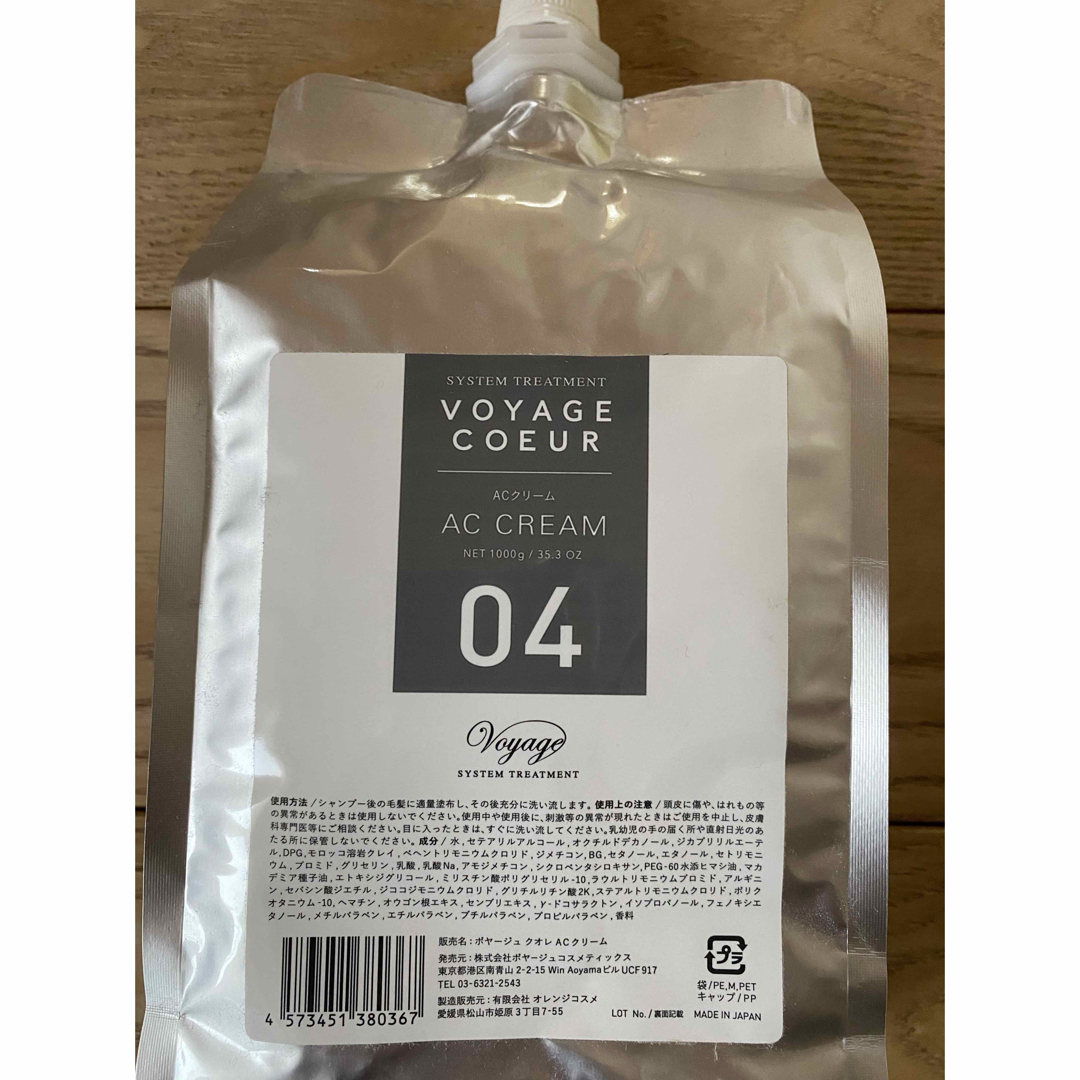 SYSTEM TREATMENT
VOYAGE
COEUR
ACクリーム
AC CREAM
NET 1000g / 35.3 OZ
04
Voyage
SYSTEM TREATMENT
使用方法 /シャンプー後の毛髪に適量塗布し、その後充分に洗い流します。使用上の注意 / 頭皮に傷や、はれもの等
の異常があるときは使用しないでください。使用中や使用後に、刺激等の異常が現れたときはご使用を中止し、皮膚
科専門医等にご相談ください。目に入ったときは、すぐに洗い流してください。乳幼児の手の届く所や直射日光のあ
たる所に保管しないでください。成分 / 水,セテアリルアルコール,オクチルドデカノール,ジカプリリルエーテ
ル,DPG,モロッコ溶岩クレイ,ベヘントリモニウムクロリド,ジメチコン,BG,セタノール,エタノール,セトリモニ
ウム,ブロミド,グリセリン,乳酸,乳酸Na,アモジメチコン,シクロペンタシロキサン,PEG-60水添ヒマシ油,マカ
デミア種子油,エトキシジグリコール,ミリスチン酸ポリグリセリル-10,ラウルトリモニウムブロミド,アルギニ
ン,セバシン酸ジエチル,ジココジモニウムクロリド,グリチルリチン酸2K,ステアルトリモニウムクロリド,ポリク
オタニウム-10,ヘマチン,オウゴン根エキス,センブリエキス,γ-ドコサラクトン,イソプロパノール,フェノキシエ
タノール,メチルパラベン,エチルパラベン,ブチルパラベン,プロピルパラベン,香料
販売名:ボヤージュ クオレ ACクリーム
発売元:株式会社ボヤージュコスメティックス
東京都港区南青山 2-2-15 Win Aoyamaビル UCF917
TEL 03-6321-2543
製造販売元:有限会社 オレンジコスメ
愛媛県松山市姫原3丁目7-55
4 573451 380367
プラ
袋/PE,M,PET
キャップ/PP
LOT No./裏面記載 MADE IN JAPAN